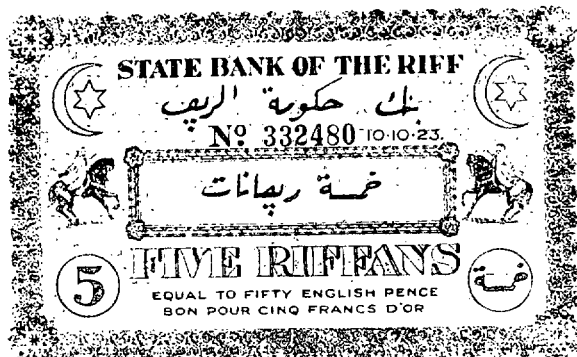 STATE BANK OF THE RIFF
بنك حكومة الريف
Nº 332480 10·10·23.
خمسة ريفانات
FIVE RIFFANS
5
خمسة
EQUAL TO FIFTY ENGLISH PENCE
BON POUR CINQ FRANCS D'OR